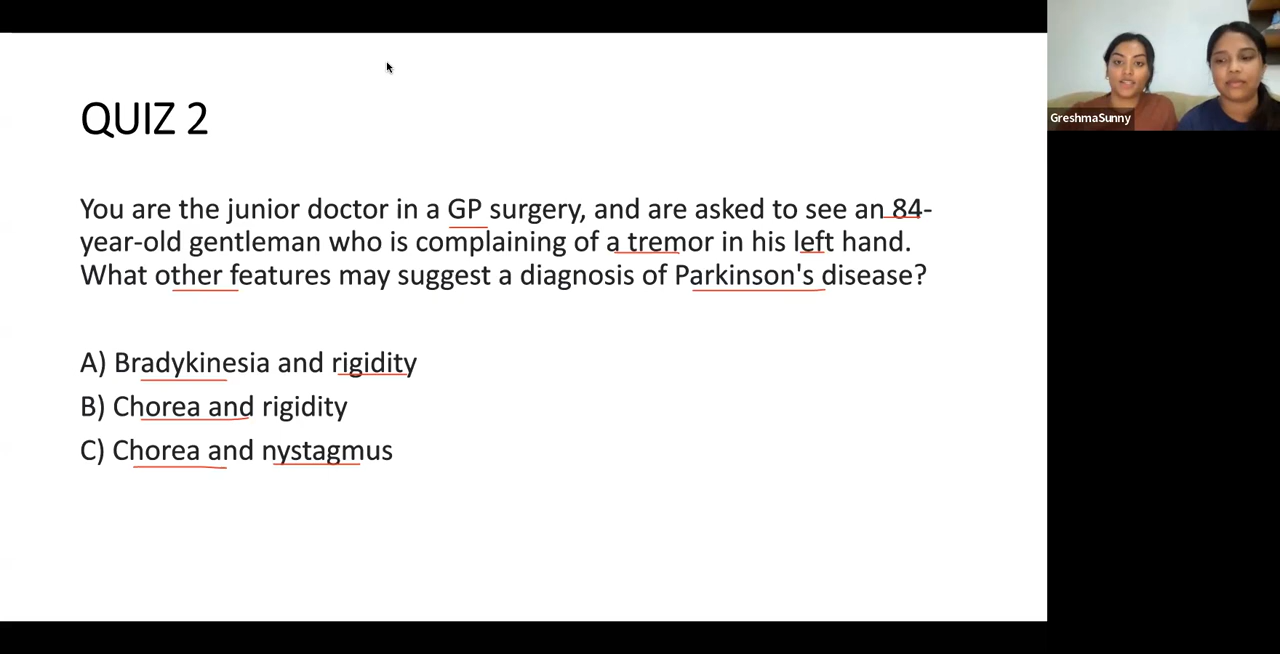 QUIZ 2
You are the junior doctor in a GP surgery, and are asked to see an 84-
year-old gentleman who is complaining of a tremor in his left hand.
What other features may suggest a diagnosis of Parkinson's disease?
A) Bradykinesia and rigidity
B) Chorea and rigidity
C) Chorea and nystagmus
GreshmaSunny